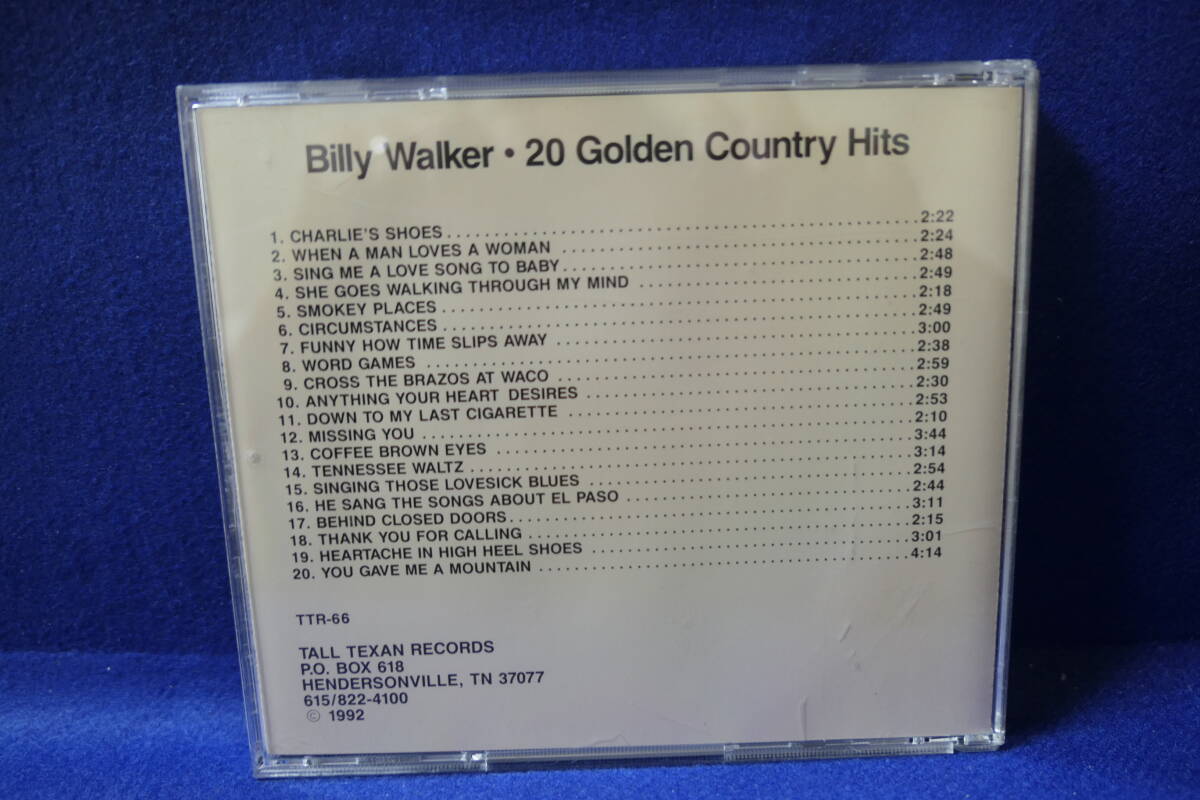 Billy Walker • 20 Golden Country Hits
1. CHARLIE'S SHOES 2:22
2. WHEN A MAN LOVES A WOMAN 2:24
3. SING ME A LOVE SONG TO BABY 2:48
4. SHE GOES WALKING THROUGH MY MIND 2:49
5. SMOKEY PLACES 2:18
6. CIRCUMSTANCES 2:49
7. FUNNY HOW TIME SLIPS AWAY 3:00
8. WORD GAMES 2:38
9. CROSS THE BRAZOS AT WACO 2:59
10. ANYTHING YOUR HEART DESIRES 2:30
11. DOWN TO MY LAST CIGARETTE 2:53
12. MISSING YOU 2:10
13. COFFEE BROWN EYES 3:44
14. TENNESSEE WALTZ 3:14
15. SINGING THOSE LOVESICK BLUES 2:54
16. HE SANG THE SONGS ABOUT EL PASO 2:44
17. BEHIND CLOSED DOORS 3:11
18. THANK YOU FOR CALLING 2:15
19. HEARTACHE IN HIGH HEEL SHOES 3:01
20. YOU GAVE ME A MOUNTAIN 4:14
TTR-66
TALL TEXAN RECORDS
P.O. BOX 618
HENDERSONVILLE, TN 37077
615/822-4100
© 1992